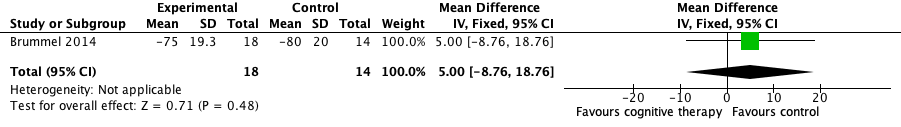 Experimental Control Mean Difference Mean Difference
Study or Subgroup Mean SD Total Mean SD Total Weight IV, Fixed, 95% CI IV, Fixed, 95% CI
Brummel 2014 −75 19.3 18 −80 20 14 100.0% 5.00 [−8.76, 18.76]
Total (95% CI) 18 14 100.0% 5.00 [−8.76, 18.76]
Heterogeneity: Not applicable
Test for overall effect: Z = 0.71 (P = 0.48)
−20 −10 0 10 20
Favours cognitive therapy Favours control